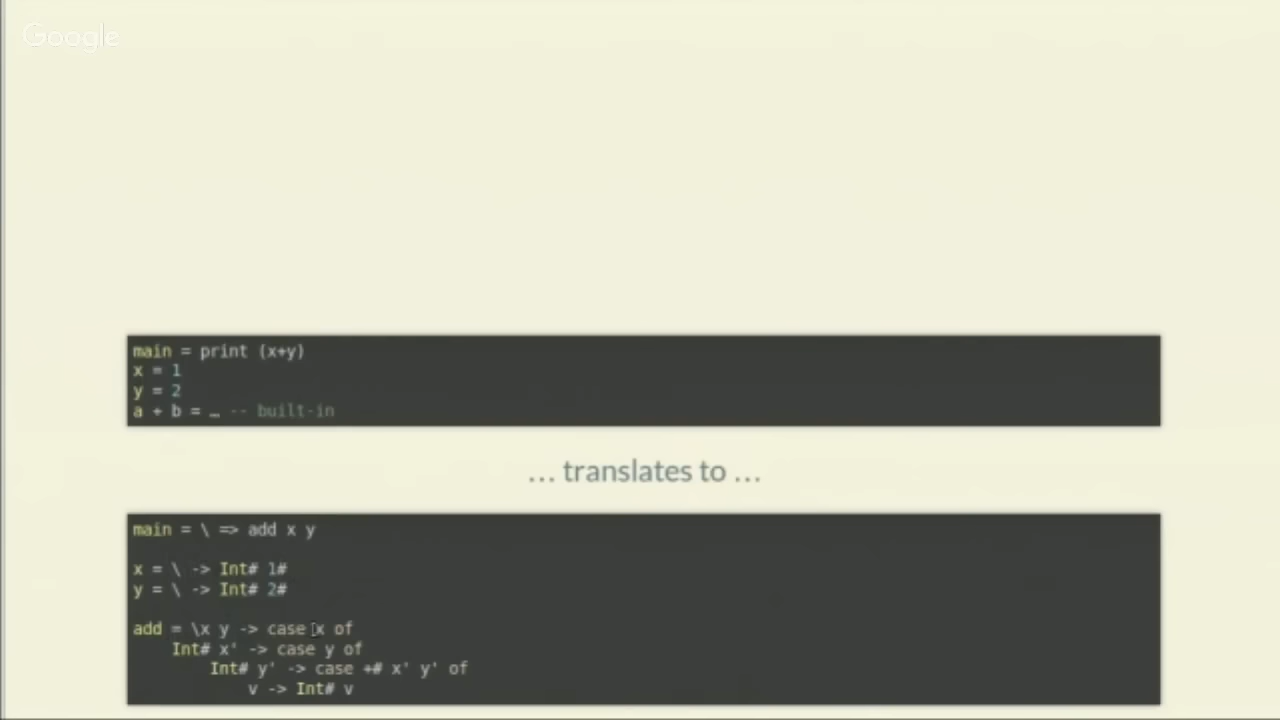 Google
main = print (x+y)
x = 1
y = 2
a + b = … -- built-in
… translates to …
main = \ => add x y
x = \ -> Int# 1#
y = \ -> Int# 2#
add = \x y -> case x of
    Int# x' -> case y of
        Int# y' -> case +# x' y' of
            v -> Int# v